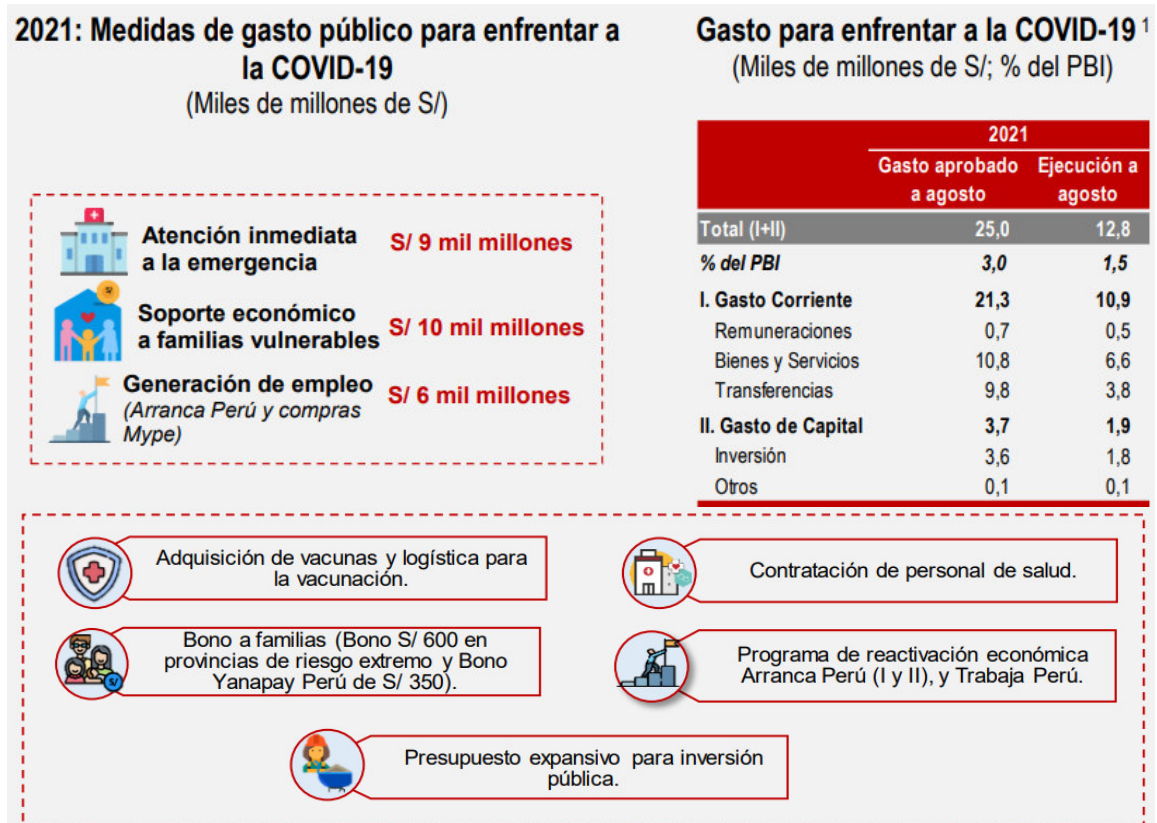 2021: Medidas de gasto público para enfrentar a
la COVID-19
(Miles de millones de S/)
Atención inmediata
a la emergencia
S/ 9 mil millones
Soporte económico
a familias vulnerables
S/ 10 mil millones
Generación de empleo
(Arranca Perú y compras
Mype)
S/ 6 mil millones
Gasto para enfrentar a la COVID-19 1
(Miles de millones de S/; % del PBI)
2021
Gasto aprobado
a agosto
Ejecución a
agosto
Total (I+II) 25,0 12,8
% del PBI 3,0 1,5
I. Gasto Corriente 21,3 10,9
Remuneraciones 0,7 0,5
Bienes y Servicios 10,8 6,6
Transferencias 9,8 3,8
II. Gasto de Capital 3,7 1,9
Inversión 3,6 1,8
Otros 0,1 0,1
Adquisición de vacunas y logística para
la vacunación.
Contratación de personal de salud.
Bono a familias (Bono S/ 600 en
provincias de riesgo extremo y Bono
Yanapay Perú de S/ 350).
S/
Programa de reactivación económica
Arranca Perú (I y II), y Trabaja Perú.
Presupuesto expansivo para inversión
pública.